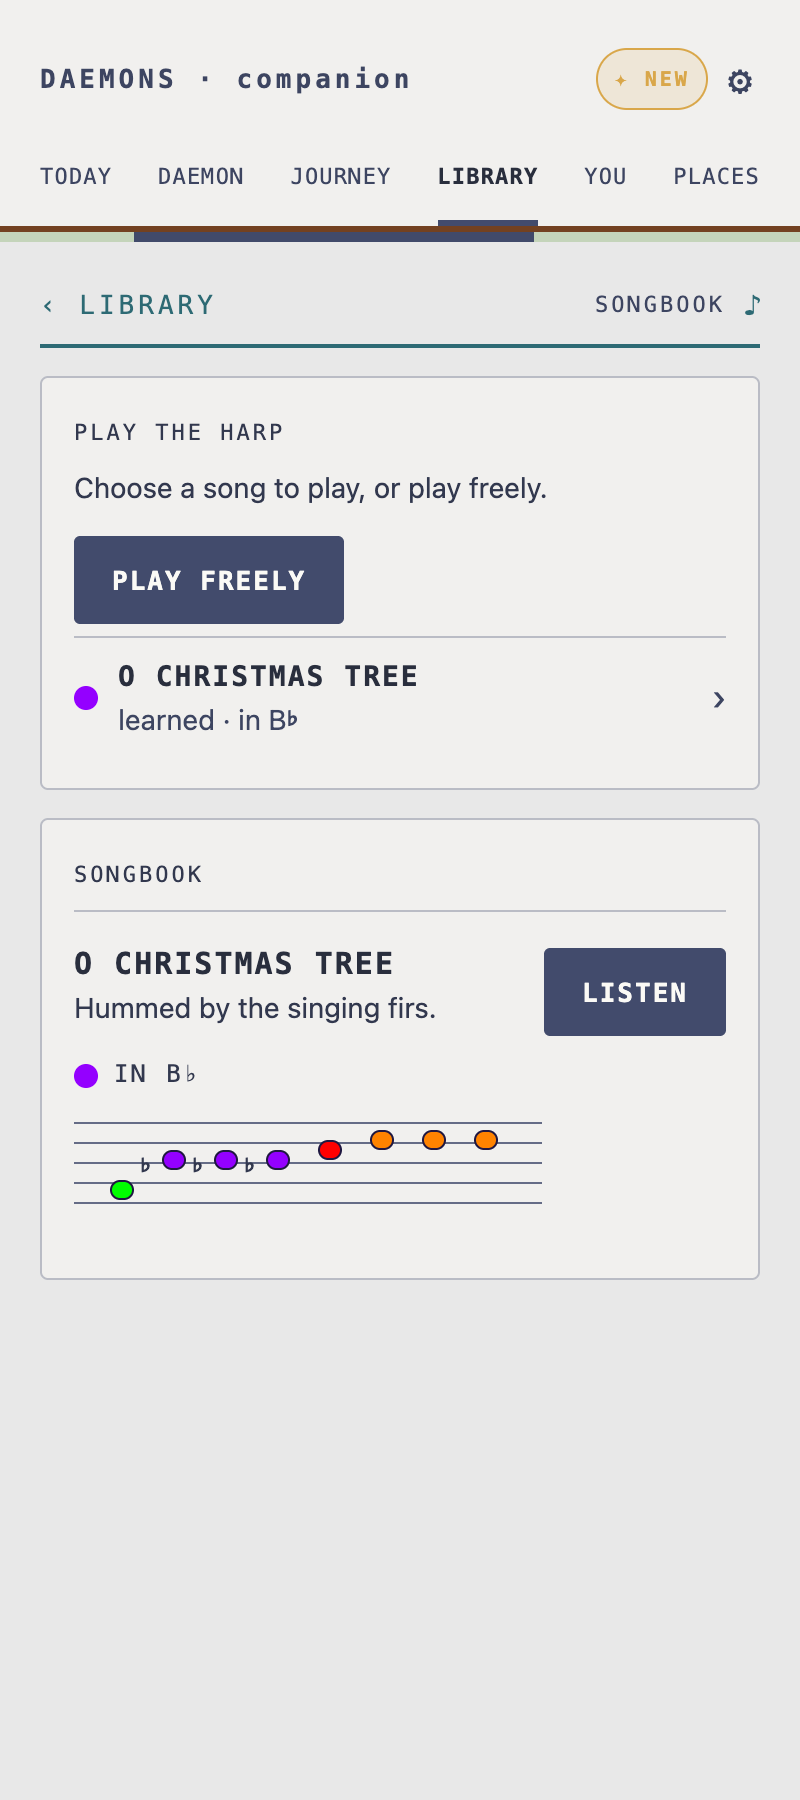 DAEMONS · companion
✦ NEW ⚙
TODAY DAEMON JOURNEY LIBRARY YOU PLACES
‹ LIBRARY
SONGBOOK ♪
PLAY THE HARP
Choose a song to play, or play freely.
PLAY FREELY
O CHRISTMAS TREE
learned · in B♭
›
SONGBOOK
O CHRISTMAS TREE
Hummed by the singing firs.
LISTEN
IN B♭
♭ ♭ ♭